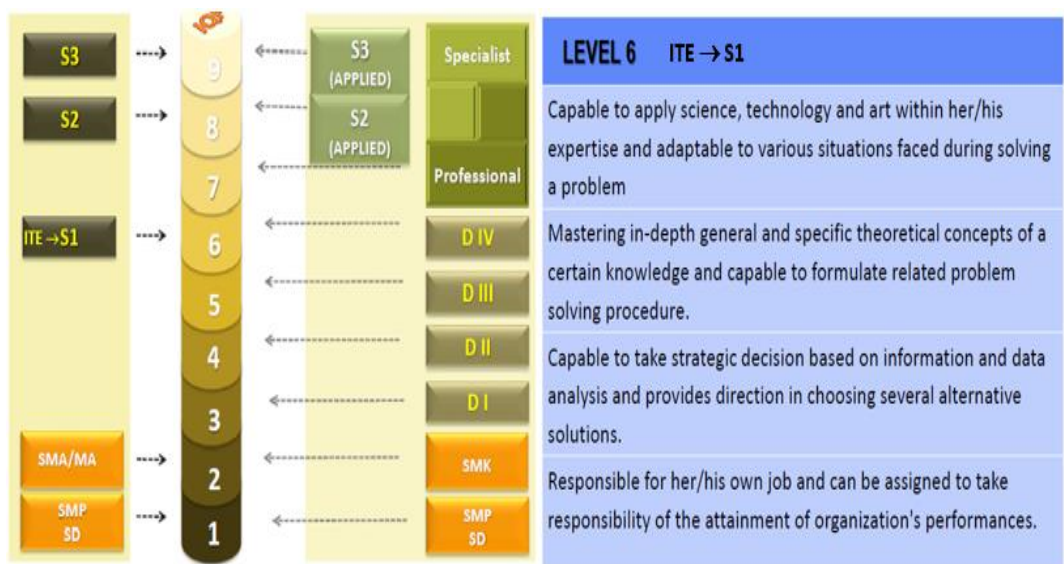 S3
S2
ITE →S1
SMA/MA
SMP
SD
9
8
7
6
5
4
3
2
1
S3
(APPLIED)
S2
(APPLIED)
Specialist
Professional
D IV
D III
D II
D I
SMK
SMP
SD
LEVEL 6 ITE → S1
Capable to apply science, technology and art within her/his
expertise and adaptable to various situations faced during solving
a problem
Mastering in-depth general and specific theoretical concepts of a
certain knowledge and capable to formulate related problem
solving procedure.
Capable to take strategic decision based on information and data
analysis and provides direction in choosing several alternative
solutions.
Responsible for her/his own job and can be assigned to take
responsibility of the attainment of organization's performances.